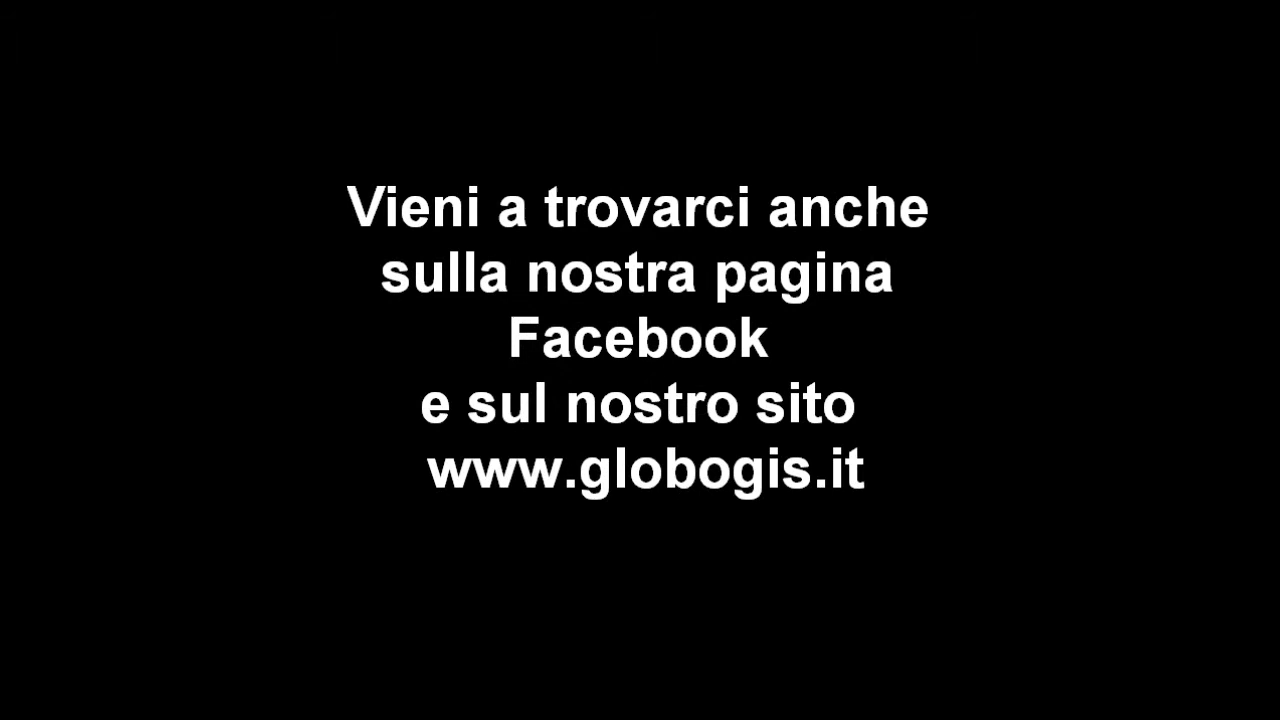 Vieni a trovarci anche
sulla nostra pagina
Facebook
e sul nostro sito
www.globogis.it